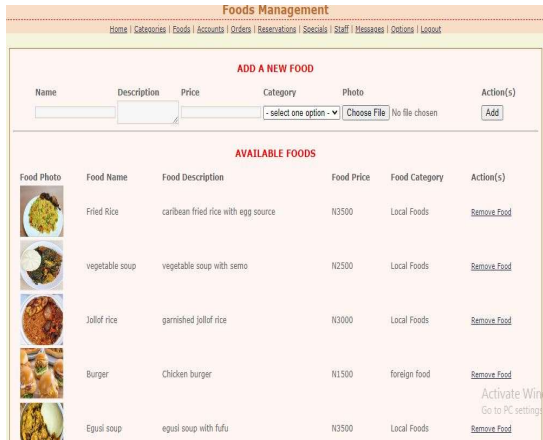 Foods Management
Home | Categories | Foods | Accounts | Orders | Reservations | Specials | Staff | Messages | Options | Logout
ADD A NEW FOOD
Name Description Price Category Photo Action(s)
- select one option - Choose File No file chosen Add
AVAILABLE FOODS
Food Photo Food Name Food Description Food Price Food Category Action(s)
Fried Rice caribean fried rice with egg source N3500 Local Foods Remove Food
vegetable soup vegetable soup with semo N2500 Local Foods Remove Food
Jollof rice garnished jollof rice N3000 Local Foods Remove Food
Burger Chicken burger N1500 foreign food Remove Food
Activate Win
Go to PC settings
Egusi soup egusi soup with fufu N3500 Local Foods Remove Food